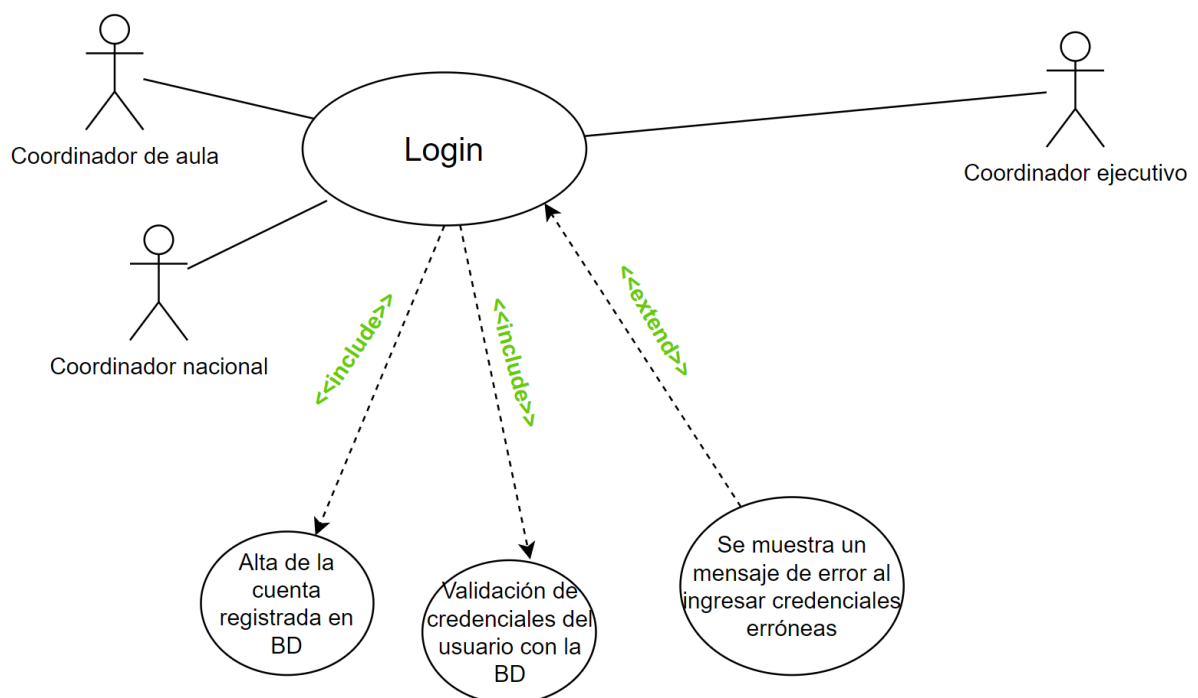 Coordinador de aula
Login
Coordinador ejecutivo
Coordinador nacional
<<include>>
<<include>>
<<extend>>
Alta de la
cuenta
registrada en
BD
Validación de
credenciales del
usuario con la
BD
Se muestra un
mensaje de error al
ingresar credenciales
erróneas